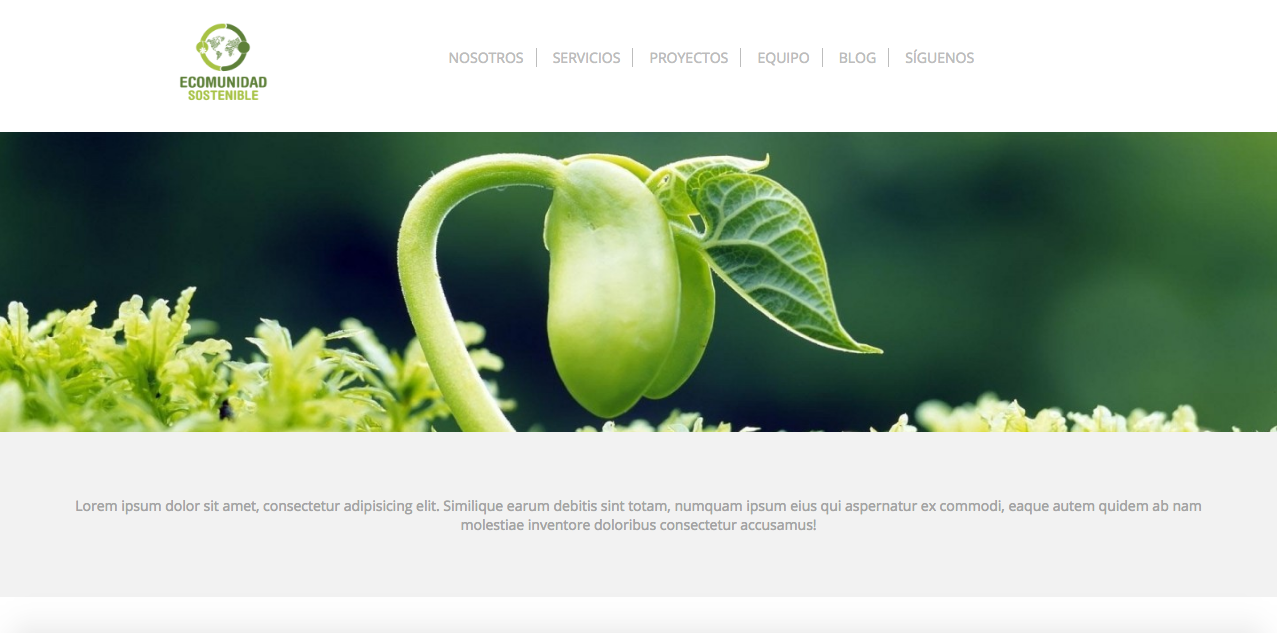 ECOMUNIDAD
SOSTENIBLE
NOSOTROS SERVICIOS PROYECTOS EQUIPO BLOG SÍGUENOS
Lorem ipsum dolor sit amet, consectetur adipisicing elit. Similique earum debitis sint totam, numquam ipsum eius qui aspernatur ex commodi, eaque autem quidem ab nam
molestiae inventore doloribus consectetur accusamus!